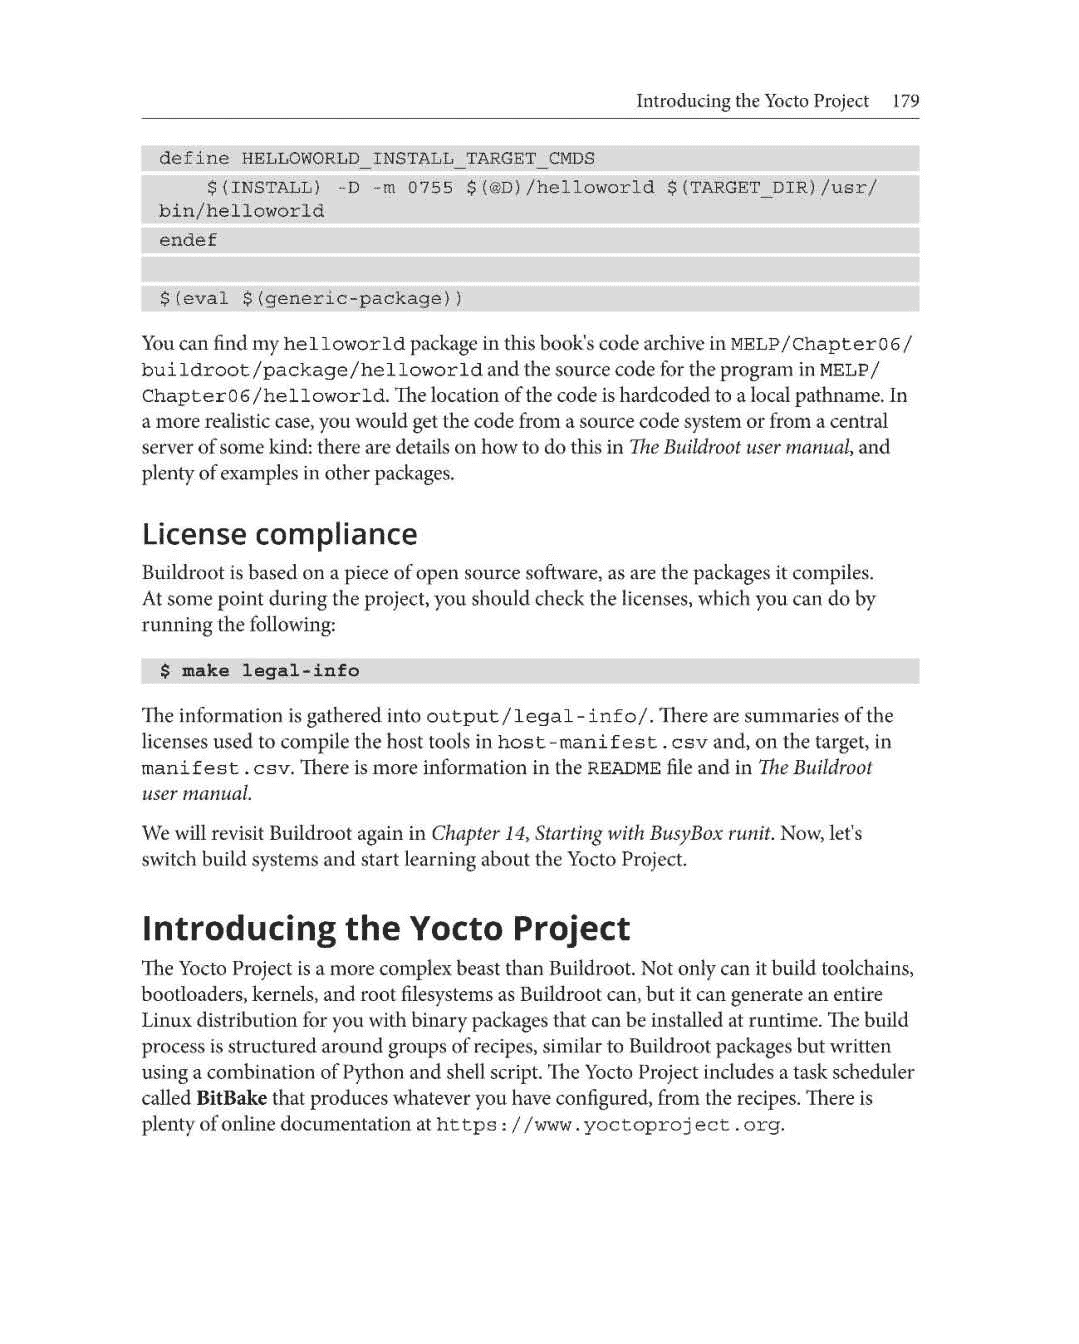 Introducing the Yocto Project 179
define HELLOWORLD_INSTALL_TARGET_CMDS
$(INSTALL) -D -m 0755 $(@D)/helloworld $(TARGET_DIR)/usr/
bin/helloworld
endef
$(eval $(generic-package))
You can find my helloworld package in this book's code archive in MELP/Chapter06/
buildroot/package/helloworld and the source code for the program in MELP/
Chapter06/helloworld. The location of the code is hardcoded to a local pathname. In
a more realistic case, you would get the code from a source code system or from a central
server of some kind: there are details on how to do this in The Buildroot user manual, and
plenty of examples in other packages.
License compliance
Buildroot is based on a piece of open source software, as are the packages it compiles.
At some point during the project, you should check the licenses, which you can do by
running the following:
$ make legal-info
The information is gathered into output/legal-info/. There are summaries of the
licenses used to compile the host tools in host-manifest.csv and, on the target, in
manifest.csv. There is more information in the README file and in The Buildroot
user manual.
We will revisit Buildroot again in Chapter 14, Starting with BusyBox runit. Now, let's
switch build systems and start learning about the Yocto Project.
Introducing the Yocto Project
The Yocto Project is a more complex beast than Buildroot. Not only can it build toolchains,
bootloaders, kernels, and root filesystems as Buildroot can, but it can generate an entire
Linux distribution for you with binary packages that can be installed at runtime. The build
process is structured around groups of recipes, similar to Buildroot packages but written
using a combination of Python and shell script. The Yocto Project includes a task scheduler
called BitBake that produces whatever you have configured, from the recipes. There is
plenty of online documentation at https://www.yoctoproject.org.